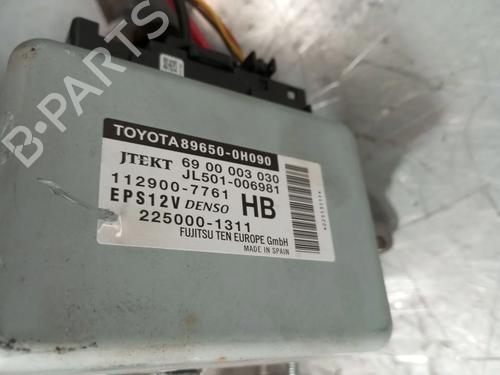 TOYOTA 89650-0H090
JTEKT 69 00 003 030
JL501-006981
112900-7761
EPS12V DENSO HB
225000-1311
FUJITSU TEN EUROPE GmbH
MADE IN SPAIN
B-PARTS